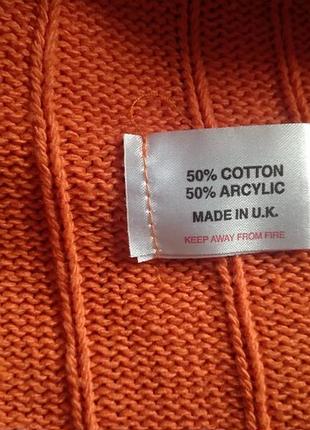 50% COTTON
50% ARCYLIC
MADE IN U.K.
KEEP AWAY FROM FIRE